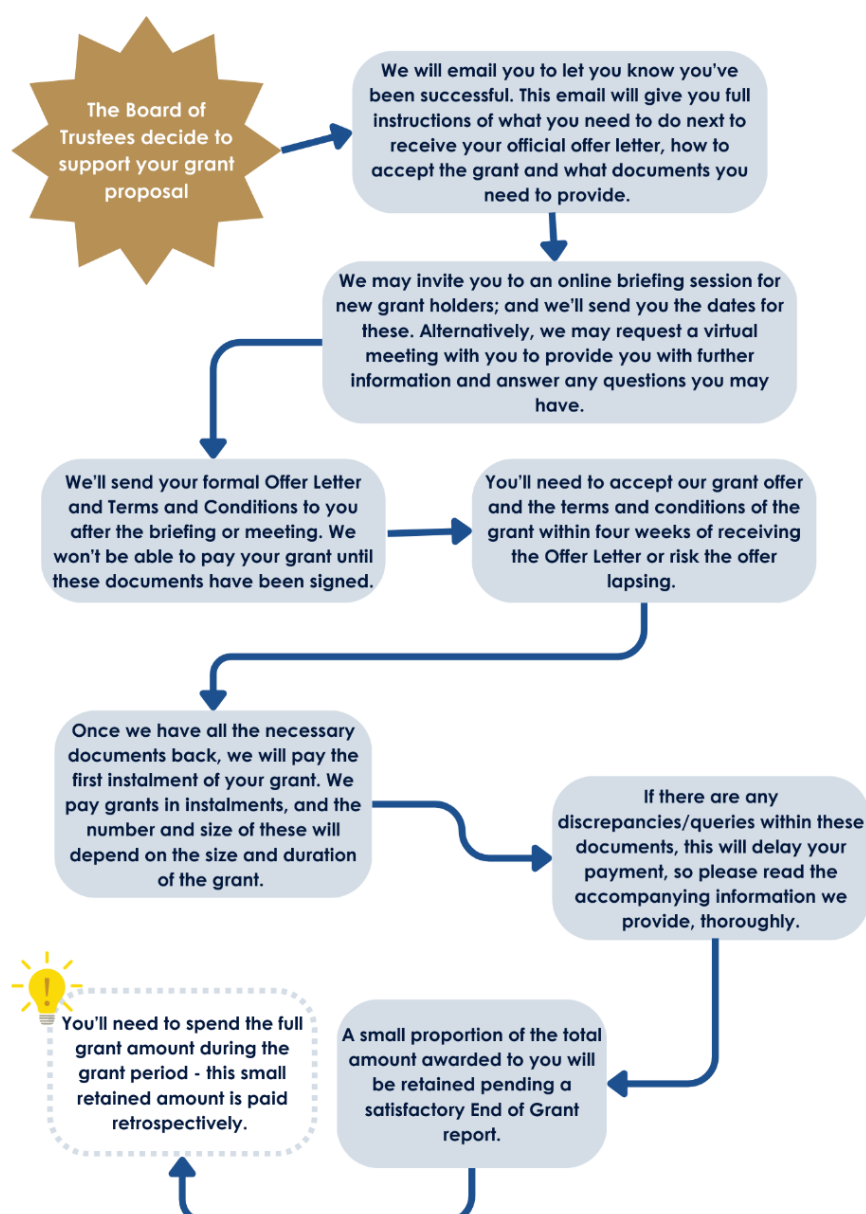 The Board of
Trustees decide to
support your grant
proposal
We will email you to let you know you've
been successful. This email will give you full
instructions of what you need to do next to
receive your official offer letter, how to
accept the grant and what documents you
need to provide.
We may invite you to an online briefing session for
new grant holders; and we'll send you the dates for
these. Alternatively, we may request a virtual
meeting with you to provide you with further
information and answer any questions you may
have.
We'll send your formal Offer Letter
and Terms and Conditions to you
after the briefing or meeting. We
won't be able to pay your grant until
these documents have been signed.
You'll need to accept our grant offer
and the terms and conditions of the
grant within four weeks of receiving
the Offer Letter or risk the offer
lapsing.
Once we have all the necessary
documents back, we will pay the
first instalment of your grant. We
pay grants in instalments, and the
number and size of these will
depend on the size and duration
of the grant.
If there are any
discrepancies/queries within these
documents, this will delay your
payment, so please read the
accompanying information we
provide, thoroughly.
A small proportion of the total
amount awarded to you will
be retained pending a
satisfactory End of Grant
report.
!
You'll need to spend the full
grant amount during the
grant period - this small
retained amount is paid
retrospectively.